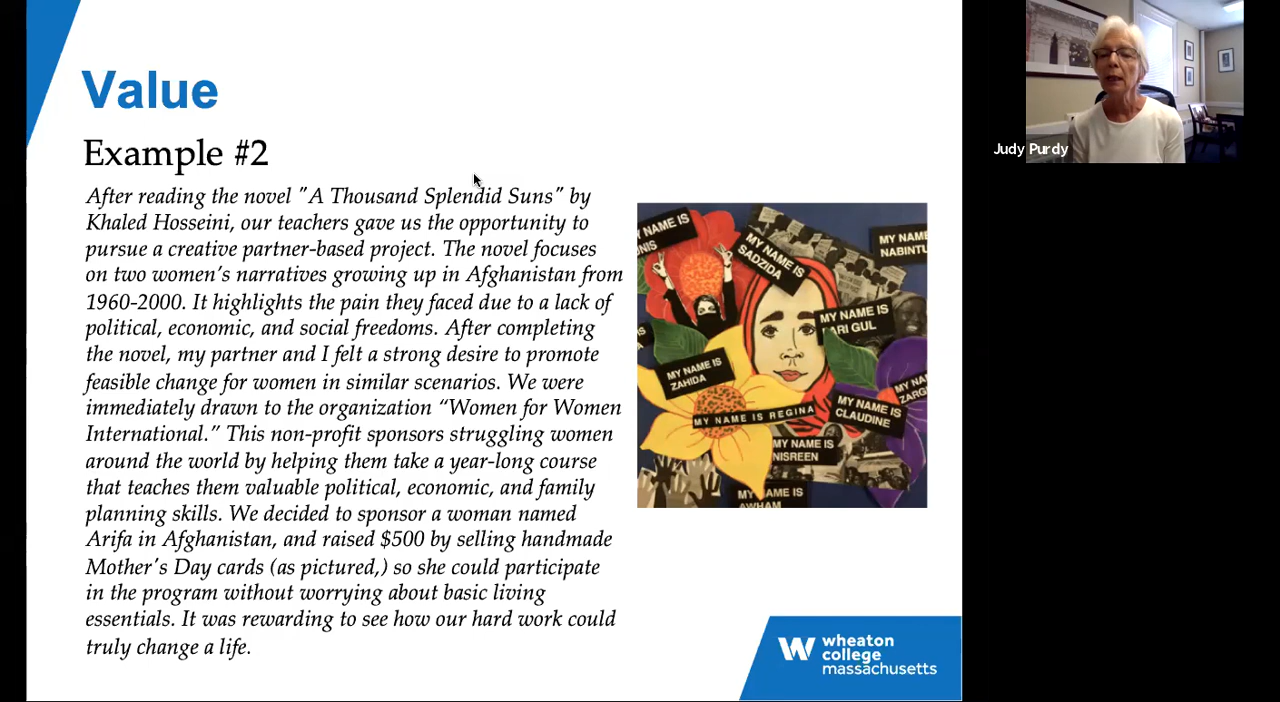 Value
Example #2
After reading the novel "A Thousand Splendid Suns" by
Khaled Hosseini, our teachers gave us the opportunity to
pursue a creative partner-based project. The novel focuses
on two women's narratives growing up in Afghanistan from
1960-2000. It highlights the pain they faced due to a lack of
political, economic, and social freedoms. After completing
the novel, my partner and I felt a strong desire to promote
feasible change for women in similar scenarios. We were
immediately drawn to the organization “Women for Women
International.” This non-profit sponsors struggling women
around the world by helping them take a year-long course
that teaches them valuable political, economic, and family
planning skills. We decided to sponsor a woman named
Arifa in Afghanistan, and raised $500 by selling handmade
Mother's Day cards (as pictured,) so she could participate
in the program without worrying about basic living
essentials. It was rewarding to see how our hard work could
truly change a life.
MY NAME IS
MY NAME IS
SADZIDA
MY NAME
NABINTU
MY NAME IS
ARI GUL
MY NAME IS
ZAHIDA
MY NAME IS REGINA
MY NAME IS
CLAUDINE
MY NAM
ZARG
MY NAME IS
NISREEN
MY NAME IS
AWHAM
W wheaton
college
massachusetts
Judy Purdy